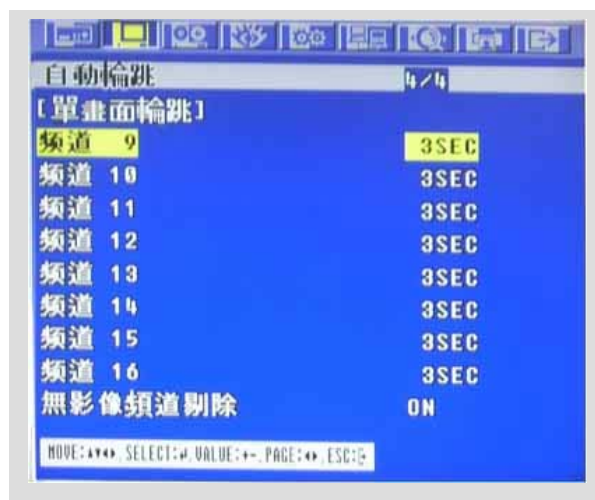 自動輪跳 4/4
[單畫面輪跳]
頻道 9 3SEC
頻道 10 3SEC
頻道 11 3SEC
頻道 12 3SEC
頻道 13 3SEC
頻道 14 3SEC
頻道 15 3SEC
頻道 16 3SEC
無影像頻道剔除 ON
MOVE:▲▼◀▶, SELECT:↵, VALUE:+-, PAGE:◀▶, ESC: